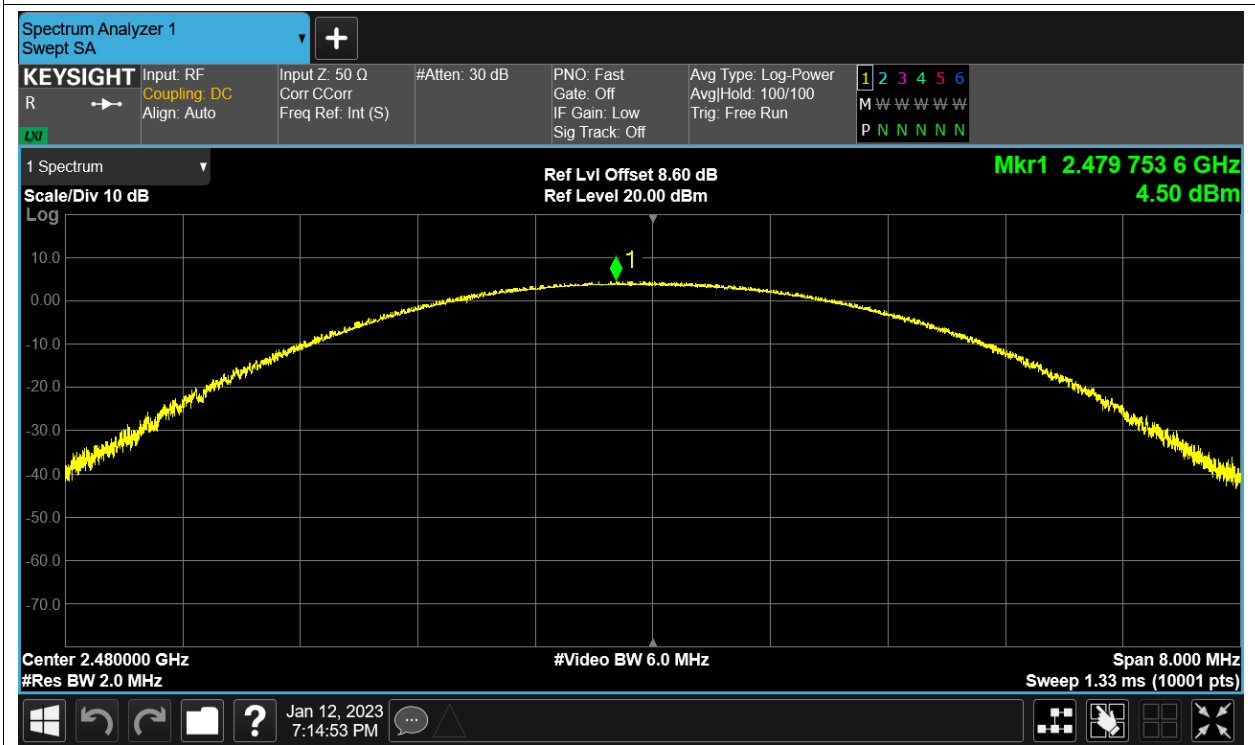 Spectrum Analyzer 1
Swept SA
KEYSIGHT
R
LXI
Input: RF
Coupling: DC
Align: Auto
Input Z: 50 Ω
Corr CCorr
Freq Ref: Int (S)
#Atten: 30 dB
PNO: Fast
Gate: Off
IF Gain: Low
Sig Track: Off
Avg Type: Log-Power
Avg|Hold: 100/100
Trig: Free Run
1 2 3 4 5 6
M W W W W W
P N N N N N
1 Spectrum
Scale/Div 10 dB
Log
Ref Lvl Offset 8.60 dB
Ref Level 20.00 dBm
Mkr1 2.479 753 6 GHz
4.50 dBm
1
10.0
0.00
-10.0
-20.0
-30.0
-40.0
-50.0
-60.0
-70.0
Center 2.480000 GHz
#Res BW 2.0 MHz
#Video BW 6.0 MHz
Span 8.000 MHz
Sweep 1.33 ms (10001 pts)
?
Jan 12, 2023
7:14:53 PM